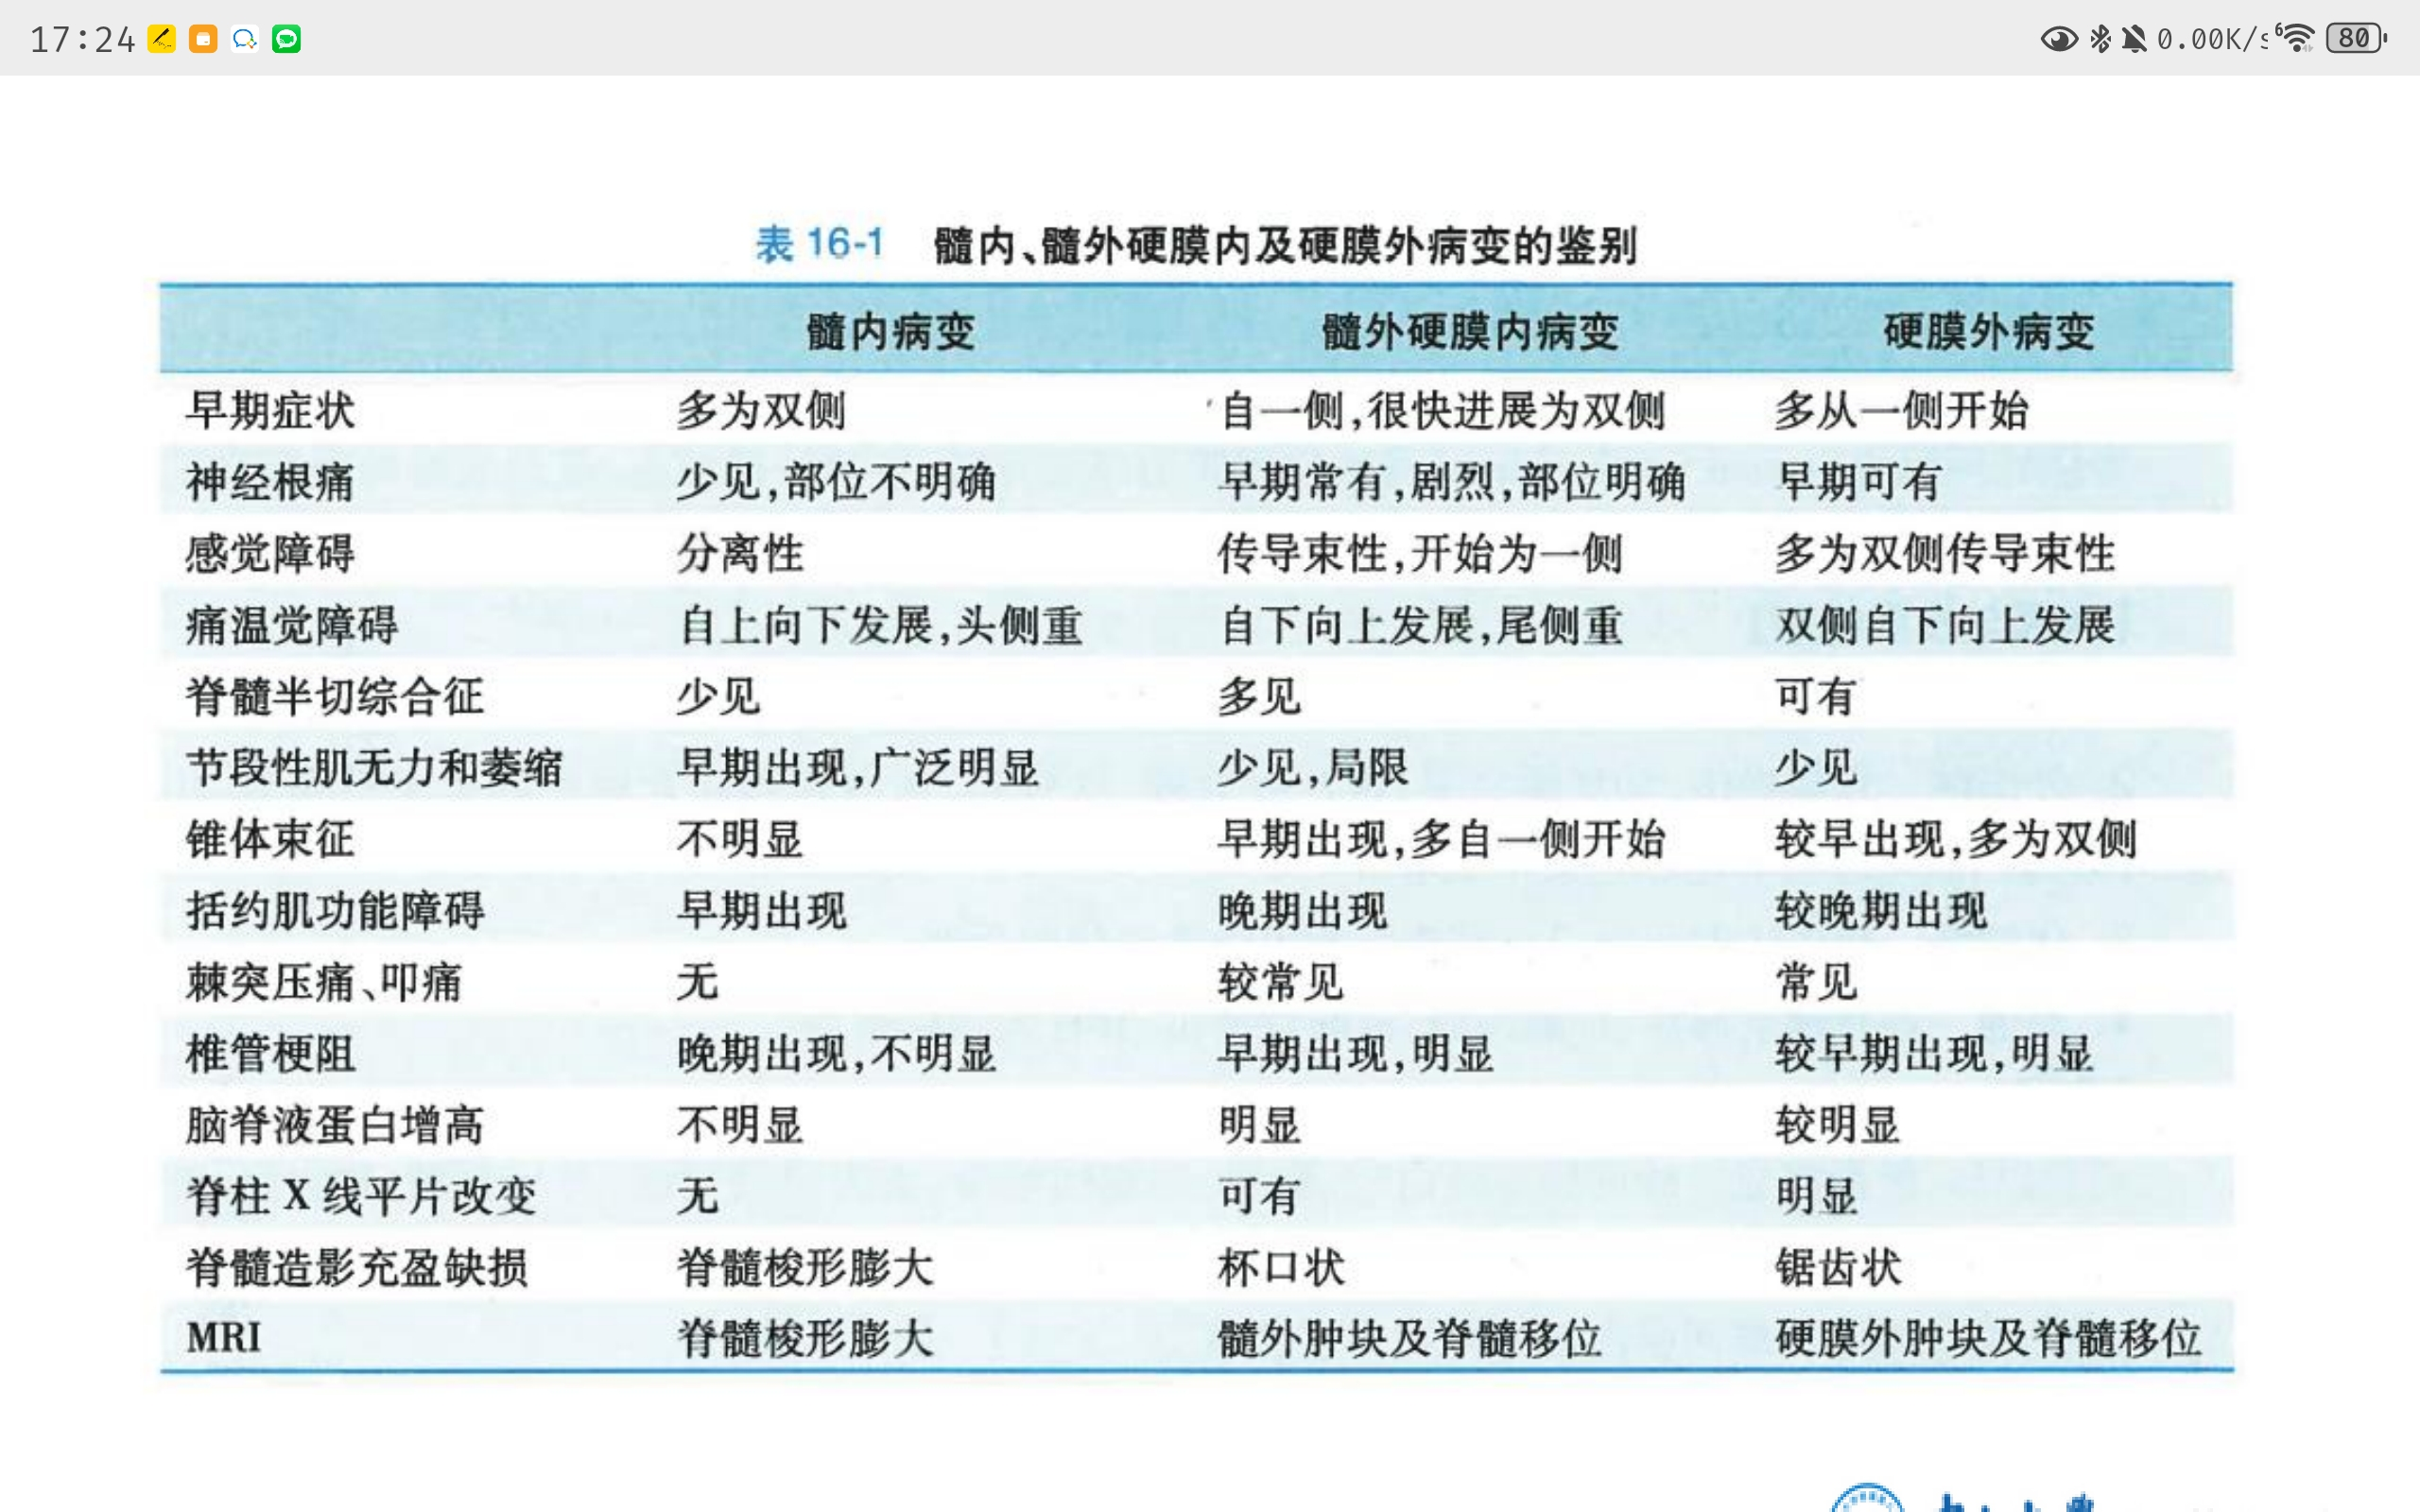 17:24 0.00K/s 6 80
表 16-1 髓内、髓外硬膜内及硬膜外病变的鉴别
髓内病变 髓外硬膜内病变 硬膜外病变
早期症状 多为双侧 自一侧,很快进展为双侧 多从一侧开始
神经根痛 少见,部位不明确 早期常有,剧烈,部位明确 早期可有
感觉障碍 分离性 传导束性,开始为一侧 多为双侧传导束性
痛温觉障碍 自上向下发展,头侧重 自下向上发展,尾侧重 双侧自下向上发展
脊髓半切综合征 少见 多见 可有
节段性肌无力和萎缩 早期出现,广泛明显 少见,局限 少见
锥体束征 不明显 早期出现,多自一侧开始 较早出现,多为双侧
括约肌功能障碍 早期出现 晚期出现 较晚期出现
棘突压痛、叩痛 无 较常见 常见
椎管梗阻 晚期出现,不明显 早期出现,明显 较早期出现,明显
脑脊液蛋白增高 不明显 明显 较明显
脊柱 X 线平片改变 无 可有 明显
脊髓造影充盈缺损 脊髓梭形膨大 杯口状 锯齿状
MRI 脊髓梭形膨大 髓外肿块及脊髓移位 硬膜外肿块及脊髓移位